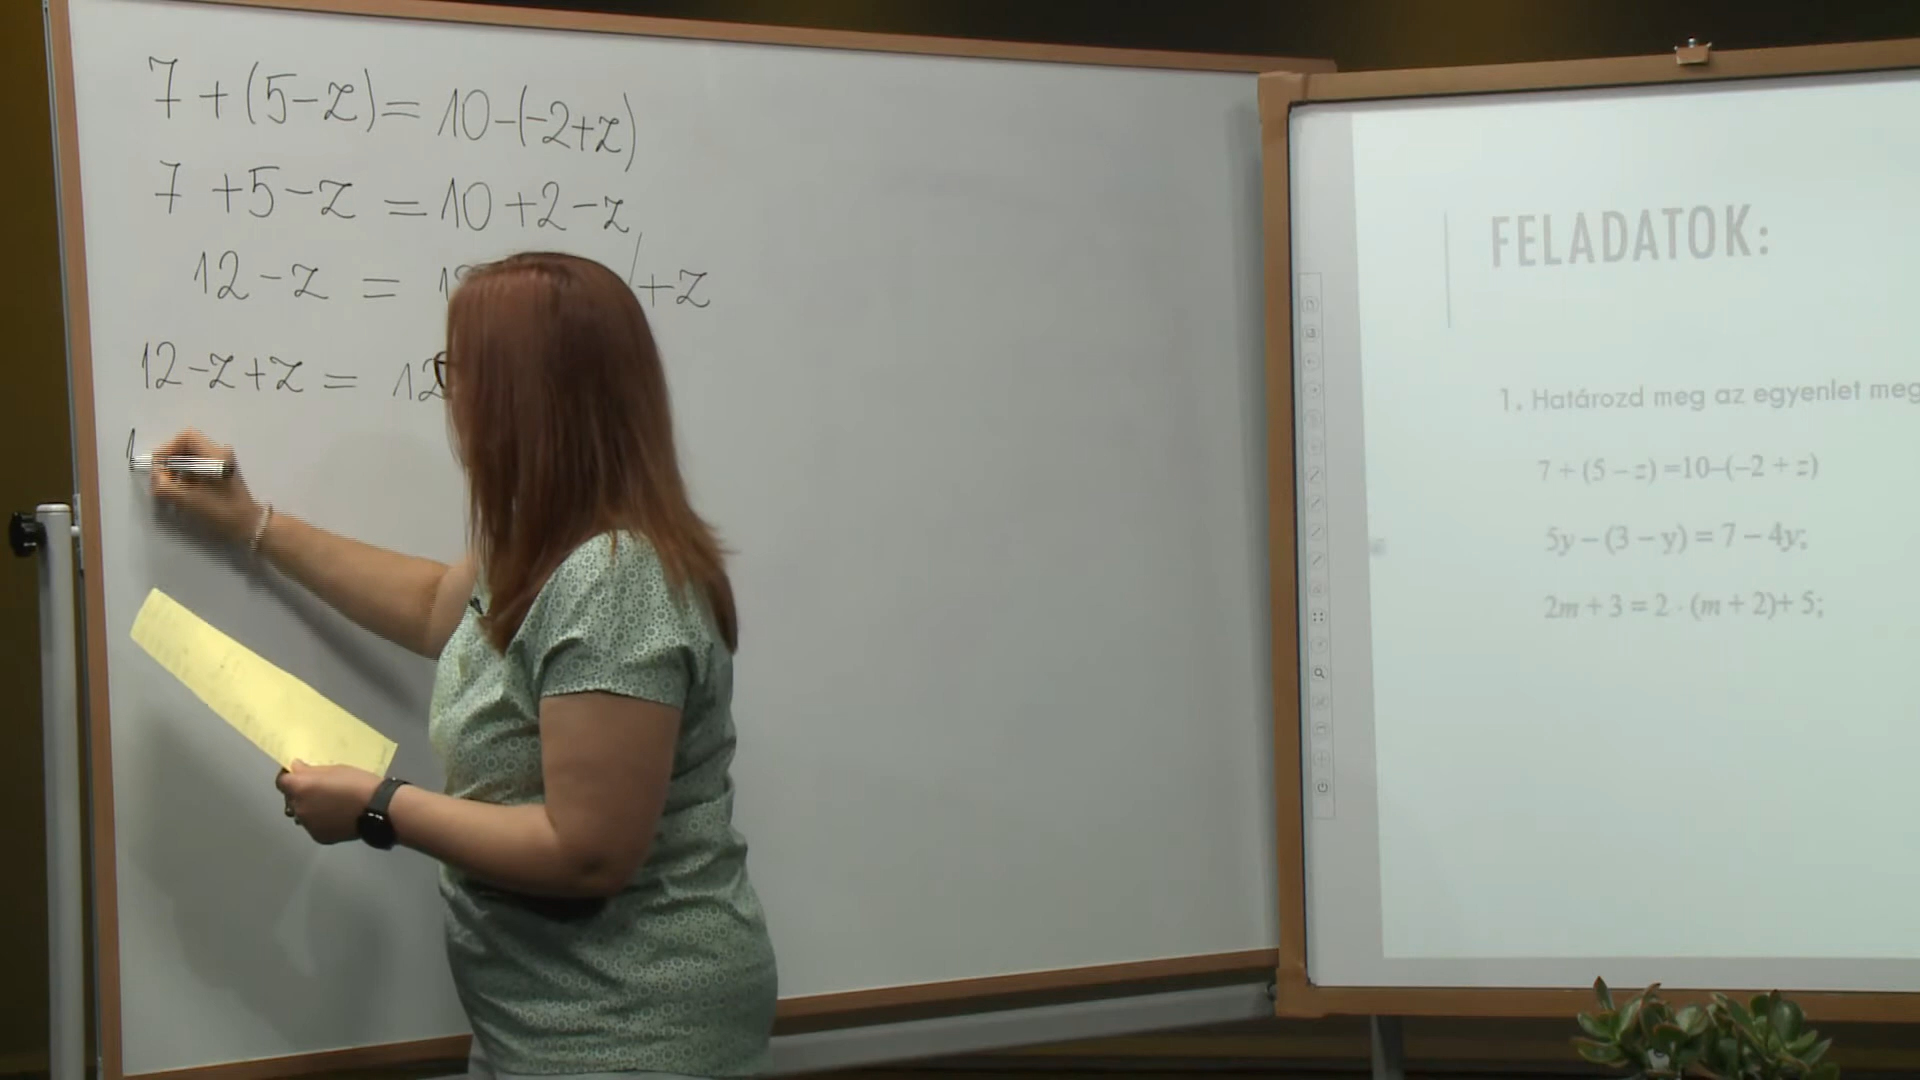 7 + (5 - z) = 10 - (-2 + z)
7 + 5 - z = 10 + 2 - z
12 - z = / + z
12 - z + z = 12
1
FELADATOK:
1. Határozd meg az egyenlet
7 + (5 – z) =10–(–2 + z)
5y – (3 – y) = 7 – 4y;
2m + 3 = 2 · (m + 2)+ 5;